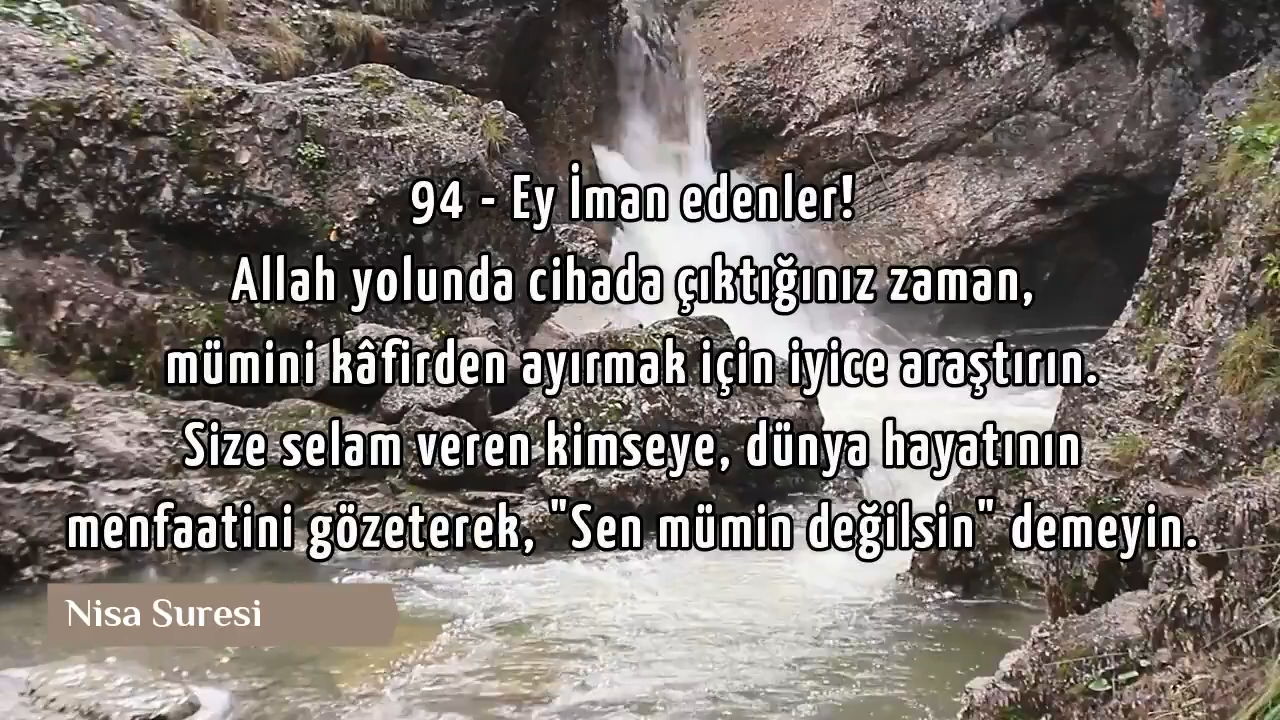 94 - Ey İman edenler!
Allah yolunda cihada çıktığınız zaman,
mümini kâfirden ayırmak için iyice araştırın.
Size selam veren kimseye, dünya hayatının
menfaatini gözeterek, "Sen mümin değilsin" demeyin.
Nisa Suresi